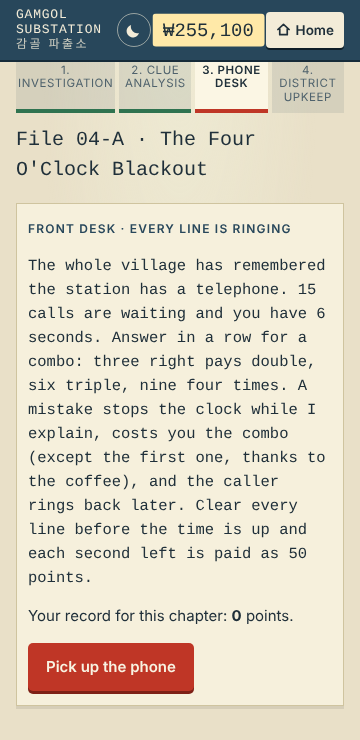 GAMGOL
SUBSTATION
감골 파출소
₩255,100
Home
1.
INVESTIGATION
2. CLUE
ANALYSIS
3. PHONE
DESK
4.
DISTRICT
UPKEEP
File 04-A · The Four
O'Clock Blackout
FRONT DESK · EVERY LINE IS RINGING
The whole village has remembered
the station has a telephone. 15
calls are waiting and you have 6
seconds. Answer in a row for a
combo: three right pays double,
six triple, nine four times. A
mistake stops the clock while I
explain, costs you the combo
(except the first one, thanks to
the coffee), and the caller
rings back later. Clear every
line before the time is up and
each second left is paid as 50
points.
Your record for this chapter: 0 points.
Pick up the phone